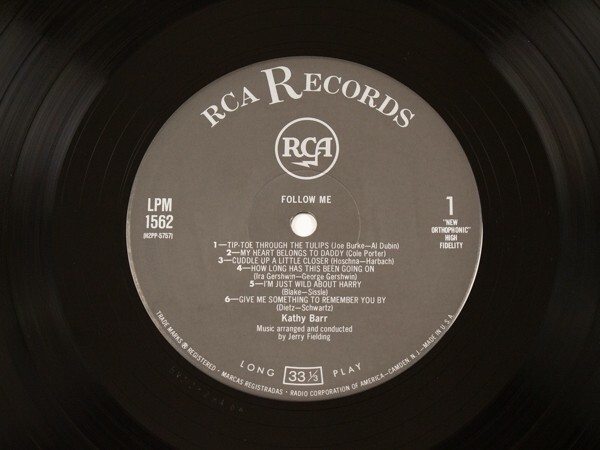 RCA RECORDS
RCA
FOLLOW ME
LPM
1562
(H2PP-5757)
1
"NEW
ORTHOPHONIC"
HIGH
FIDELITY
1—TIP-TOE THROUGH THE TULIPS (Joe Burke—Al Dubin)
2—MY HEART BELONGS TO DADDY (Cole Porter)
3—CUDDLE UP A LITTLE CLOSER (Hoschna—Harbach)
4—HOW LONG HAS THIS BEEN GOING ON
(Ira Gershwin—George Gershwin)
5—I'M JUST WILD ABOUT HARRY
(Blake—Sissle)
6—GIVE ME SOMETHING TO REMEMBER YOU BY
(Dietz—Schwartz)
Kathy Barr
Music arranged and conducted
by Jerry Fielding
LONG 33⅓ PLAY
TRADE MARKS ® REGISTERED · MARCAS REGISTRADAS · RADIO CORPORATION OF AMERICA—CAMDEN, N.J.—MADE IN U.S.A.